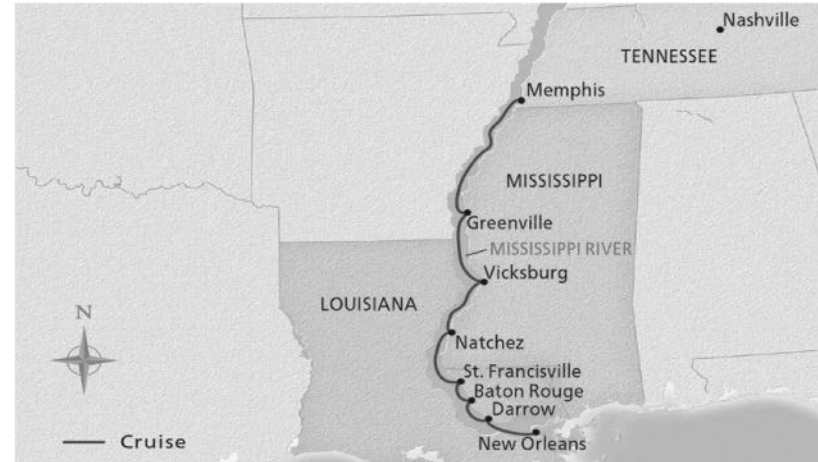 Nashville
TENNESSEE
Memphis
MISSISSIPPI
Greenville
MISSISSIPPI RIVER
Vicksburg
LOUISIANA
N
Natchez
St. Francisville
Baton Rouge
Darrow
New Orleans
Cruise